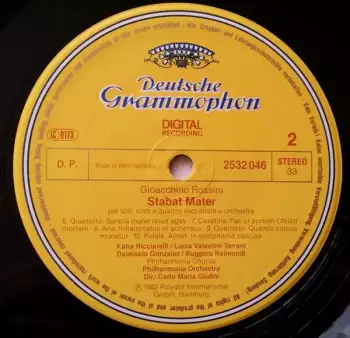 Deutsche
Grammophon
DIGITAL
RECORDING
LC 0173
2
D. P.
Made in West Germany
2532 046
STEREO
33
Gioacchino Rossini
Stabat Mater
per soli, coro a quattro voci miste e orchestra
6. Quartetto. Sancta mater, istud agas · 7. Cavatina. Fac ut portem Christi
mortem · 8. Aria. Inflammatus et accensus · 9. Quartetto. Quando corpus
morietur · 10. Finale. Amen. In sempiterna saecula
Katia Ricciarelli / Lucia Valentini Terrani
Dalmacio Gonzalez / Ruggero Raimondi
Philharmonia Chorus
Philharmonia Orchestra
Dir.: Carlo Maria Giulini
℗ 1982 Polydor International
GmbH, Hamburg